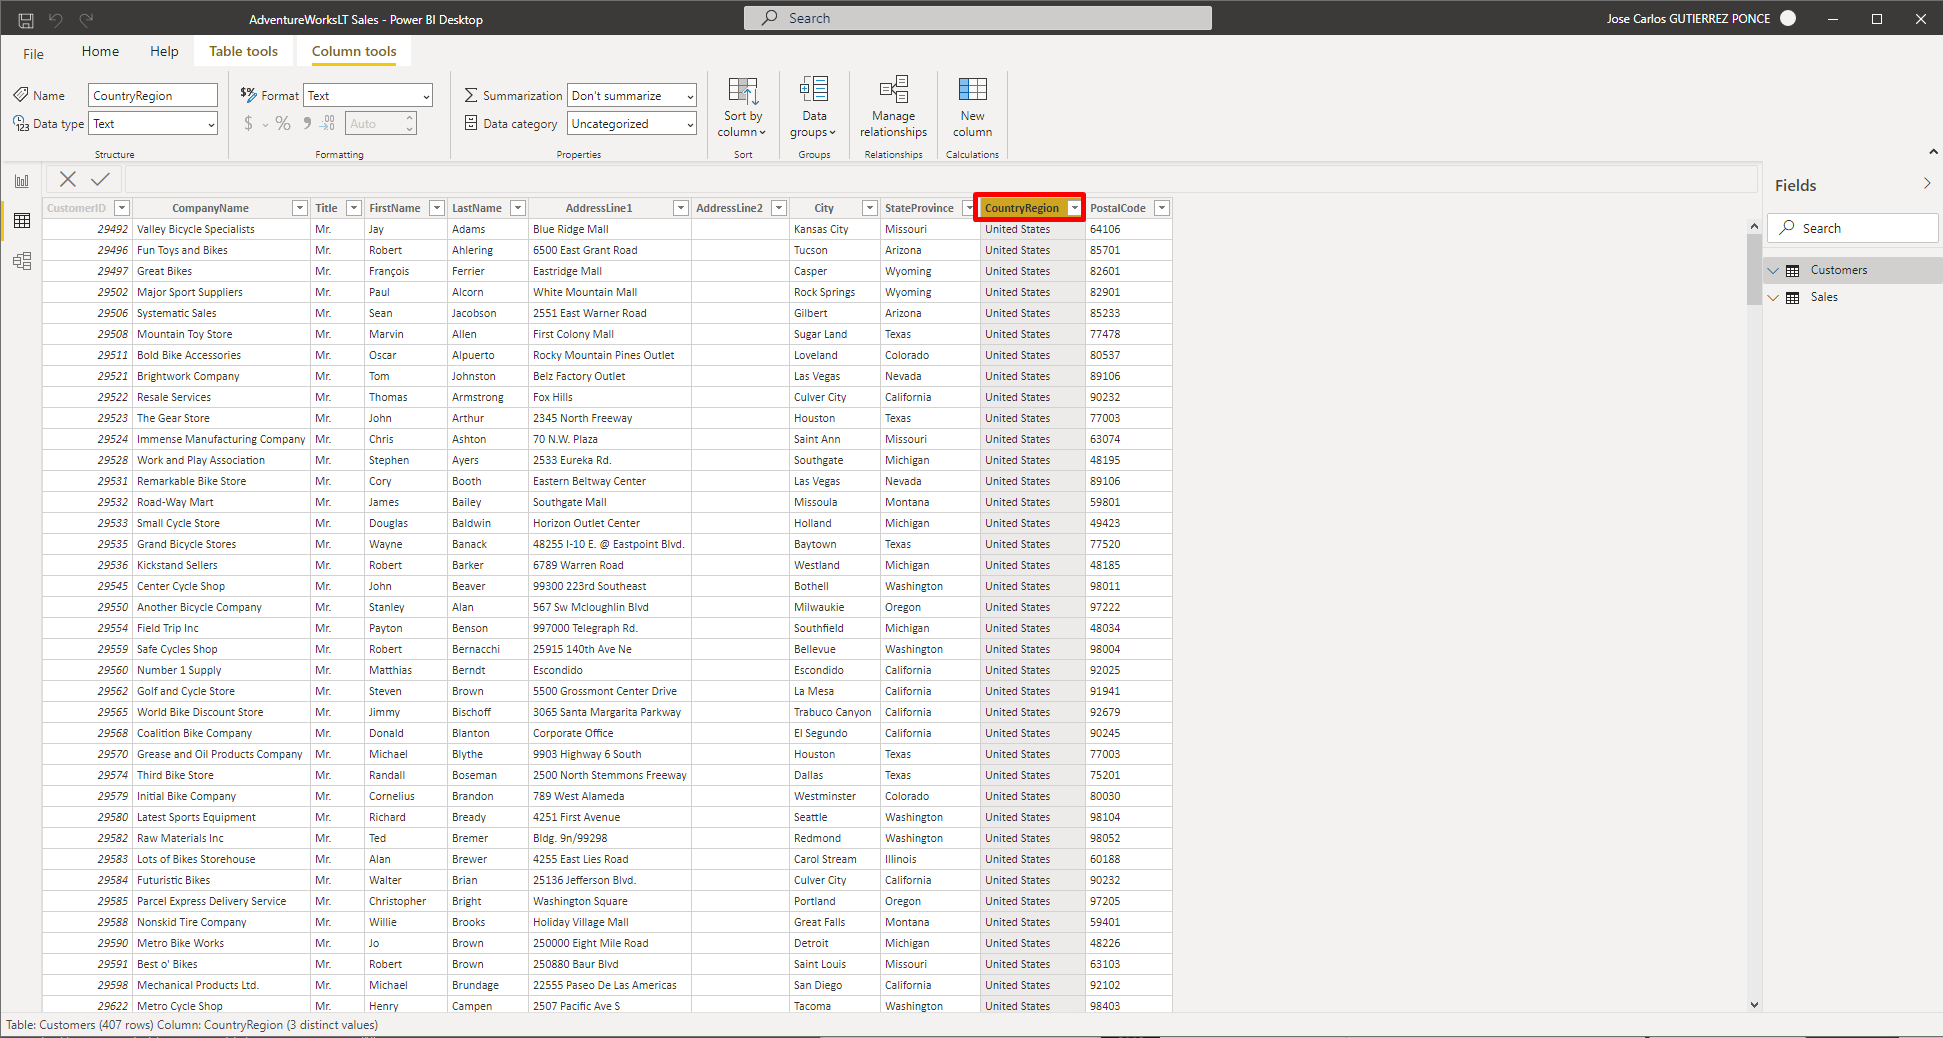 AdventureWorksLT Sales - Power BI Desktop Search Jose Carlos GUTIERREZ PONCE
File Home Help Table tools Column tools
Name CountryRegion $% Format Text Summarization Don't summarize
Data type Text $ % 9 .00 Auto Data category Uncategorized
Sort by column Data groups Manage relationships New column
Structure Formatting Properties Sort Groups Relationships Calculations
Fields
Search
Customers
Sales
CustomerID CompanyName Title FirstName LastName AddressLine1 AddressLine2 City StateProvince CountryRegion PostalCode
29492 Valley Bicycle Specialists Mr. Jay Adams Blue Ridge Mall Kansas City Missouri United States 64106
29496 Fun Toys and Bikes Mr. Robert Ahlering 6500 East Grant Road Tucson Arizona United States 85701
29497 Great Bikes Mr. François Ferrier Eastridge Mall Casper Wyoming United States 82601
29502 Major Sport Suppliers Mr. Paul Alcorn White Mountain Mall Rock Springs Wyoming United States 82901
29506 Systematic Sales Mr. Sean Jacobson 2551 East Warner Road Gilbert Arizona United States 85233
29508 Mountain Toy Store Mr. Marvin Allen First Colony Mall Sugar Land Texas United States 77478
29511 Bold Bike Accessories Mr. Oscar Alpuerto Rocky Mountain Pines Outlet Loveland Colorado United States 80537
29521 Brightwork Company Mr. Tom Johnston Belz Factory Outlet Las Vegas Nevada United States 89106
29522 Resale Services Mr. Thomas Armstrong Fox Hills Culver City California United States 90232
29523 The Gear Store Mr. John Arthur 2345 North Freeway Houston Texas United States 77003
29524 Immense Manufacturing Company Mr. Chris Ashton 70 N.W. Plaza Saint Ann Missouri United States 63074
29528 Work and Play Association Mr. Stephen Ayers 2533 Eureka Rd. Southgate Michigan United States 48195
29531 Remarkable Bike Store Mr. Cory Booth Eastern Beltway Center Las Vegas Nevada United States 89106
29532 Road-Way Mart Mr. James Bailey Southgate Mall Missoula Montana United States 59801
29533 Small Cycle Store Mr. Douglas Baldwin Horizon Outlet Center Holland Michigan United States 49423
29535 Grand Bicycle Stores Mr. Wayne Banack 48255 I-10 E. @ Eastpoint Blvd. Baytown Texas United States 77520
29536 Kickstand Sellers Mr. Robert Barker 6789 Warren Road Westland Michigan United States 48185
29545 Center Cycle Shop Mr. John Beaver 99300 223rd Southeast Bothell Washington United States 98011
29550 Another Bicycle Company Mr. Stanley Alan 567 Sw Mcloughlin Blvd Milwaukie Oregon United States 97222
29554 Field Trip Inc Mr. Payton Benson 997000 Telegraph Rd. Southfield Michigan United States 48034
29559 Safe Cycles Shop Mr. Robert Bernacchi 25915 140th Ave Ne Bellevue Washington United States 98004
29560 Number 1 Supply Mr. Matthias Berndt Escondido Escondido California United States 92025
29562 Golf and Cycle Store Mr. Steven Brown 5500 Grossmont Center Drive La Mesa California United States 91941
29565 World Bike Discount Store Mr. Jimmy Bischoff 3065 Santa Margarita Parkway Trabuco Canyon California United States 92679
29568 Coalition Bike Company Mr. Donald Blanton Corporate Office El Segundo California United States 90245
29570 Grease and Oil Products Company Mr. Michael Blythe 9903 Highway 6 South Houston Texas United States 77003
29574 Third Bike Store Mr. Randall Boseman 2500 North Stemmons Freeway Dallas Texas United States 75201
29579 Initial Bike Company Mr. Cornelius Brandon 789 West Alameda Westminster Colorado United States 80030
29580 Latest Sports Equipment Mr. Richard Bready 4251 First Avenue Seattle Washington United States 98104
29582 Raw Materials Inc Mr. Ted Bremer Bldg. 9n/99298 Redmond Washington United States 98052
29583 Lots of Bikes Storehouse Mr. Alan Brewer 4255 East Lies Road Carol Stream Illinois United States 60188
29584 Futuristic Bikes Mr. Walter Brian 25136 Jefferson Blvd. Culver City California United States 90232
29585 Parcel Express Delivery Service Mr. Christopher Bright Washington Square Portland Oregon United States 97205
29588 Nonskid Tire Company Mr. Willie Brooks Holiday Village Mall Great Falls Montana United States 59401
29590 Metro Bike Works Mr. Jo Brown 250000 Eight Mile Road Detroit Michigan United States 48226
29591 Best o' Bikes Mr. Robert Brown 250880 Baur Blvd Saint Louis Missouri United States 63103
29598 Mechanical Products Ltd. Mr. Michael Brundage 22555 Paseo De Las Americas San Diego California United States 92102
29622 Metro Cycle Shop Mr. Henry Campen 2507 Pacific Ave S Tacoma Washington United States 98403
Table: Customers (407 rows) Column: CountryRegion (3 distinct values)